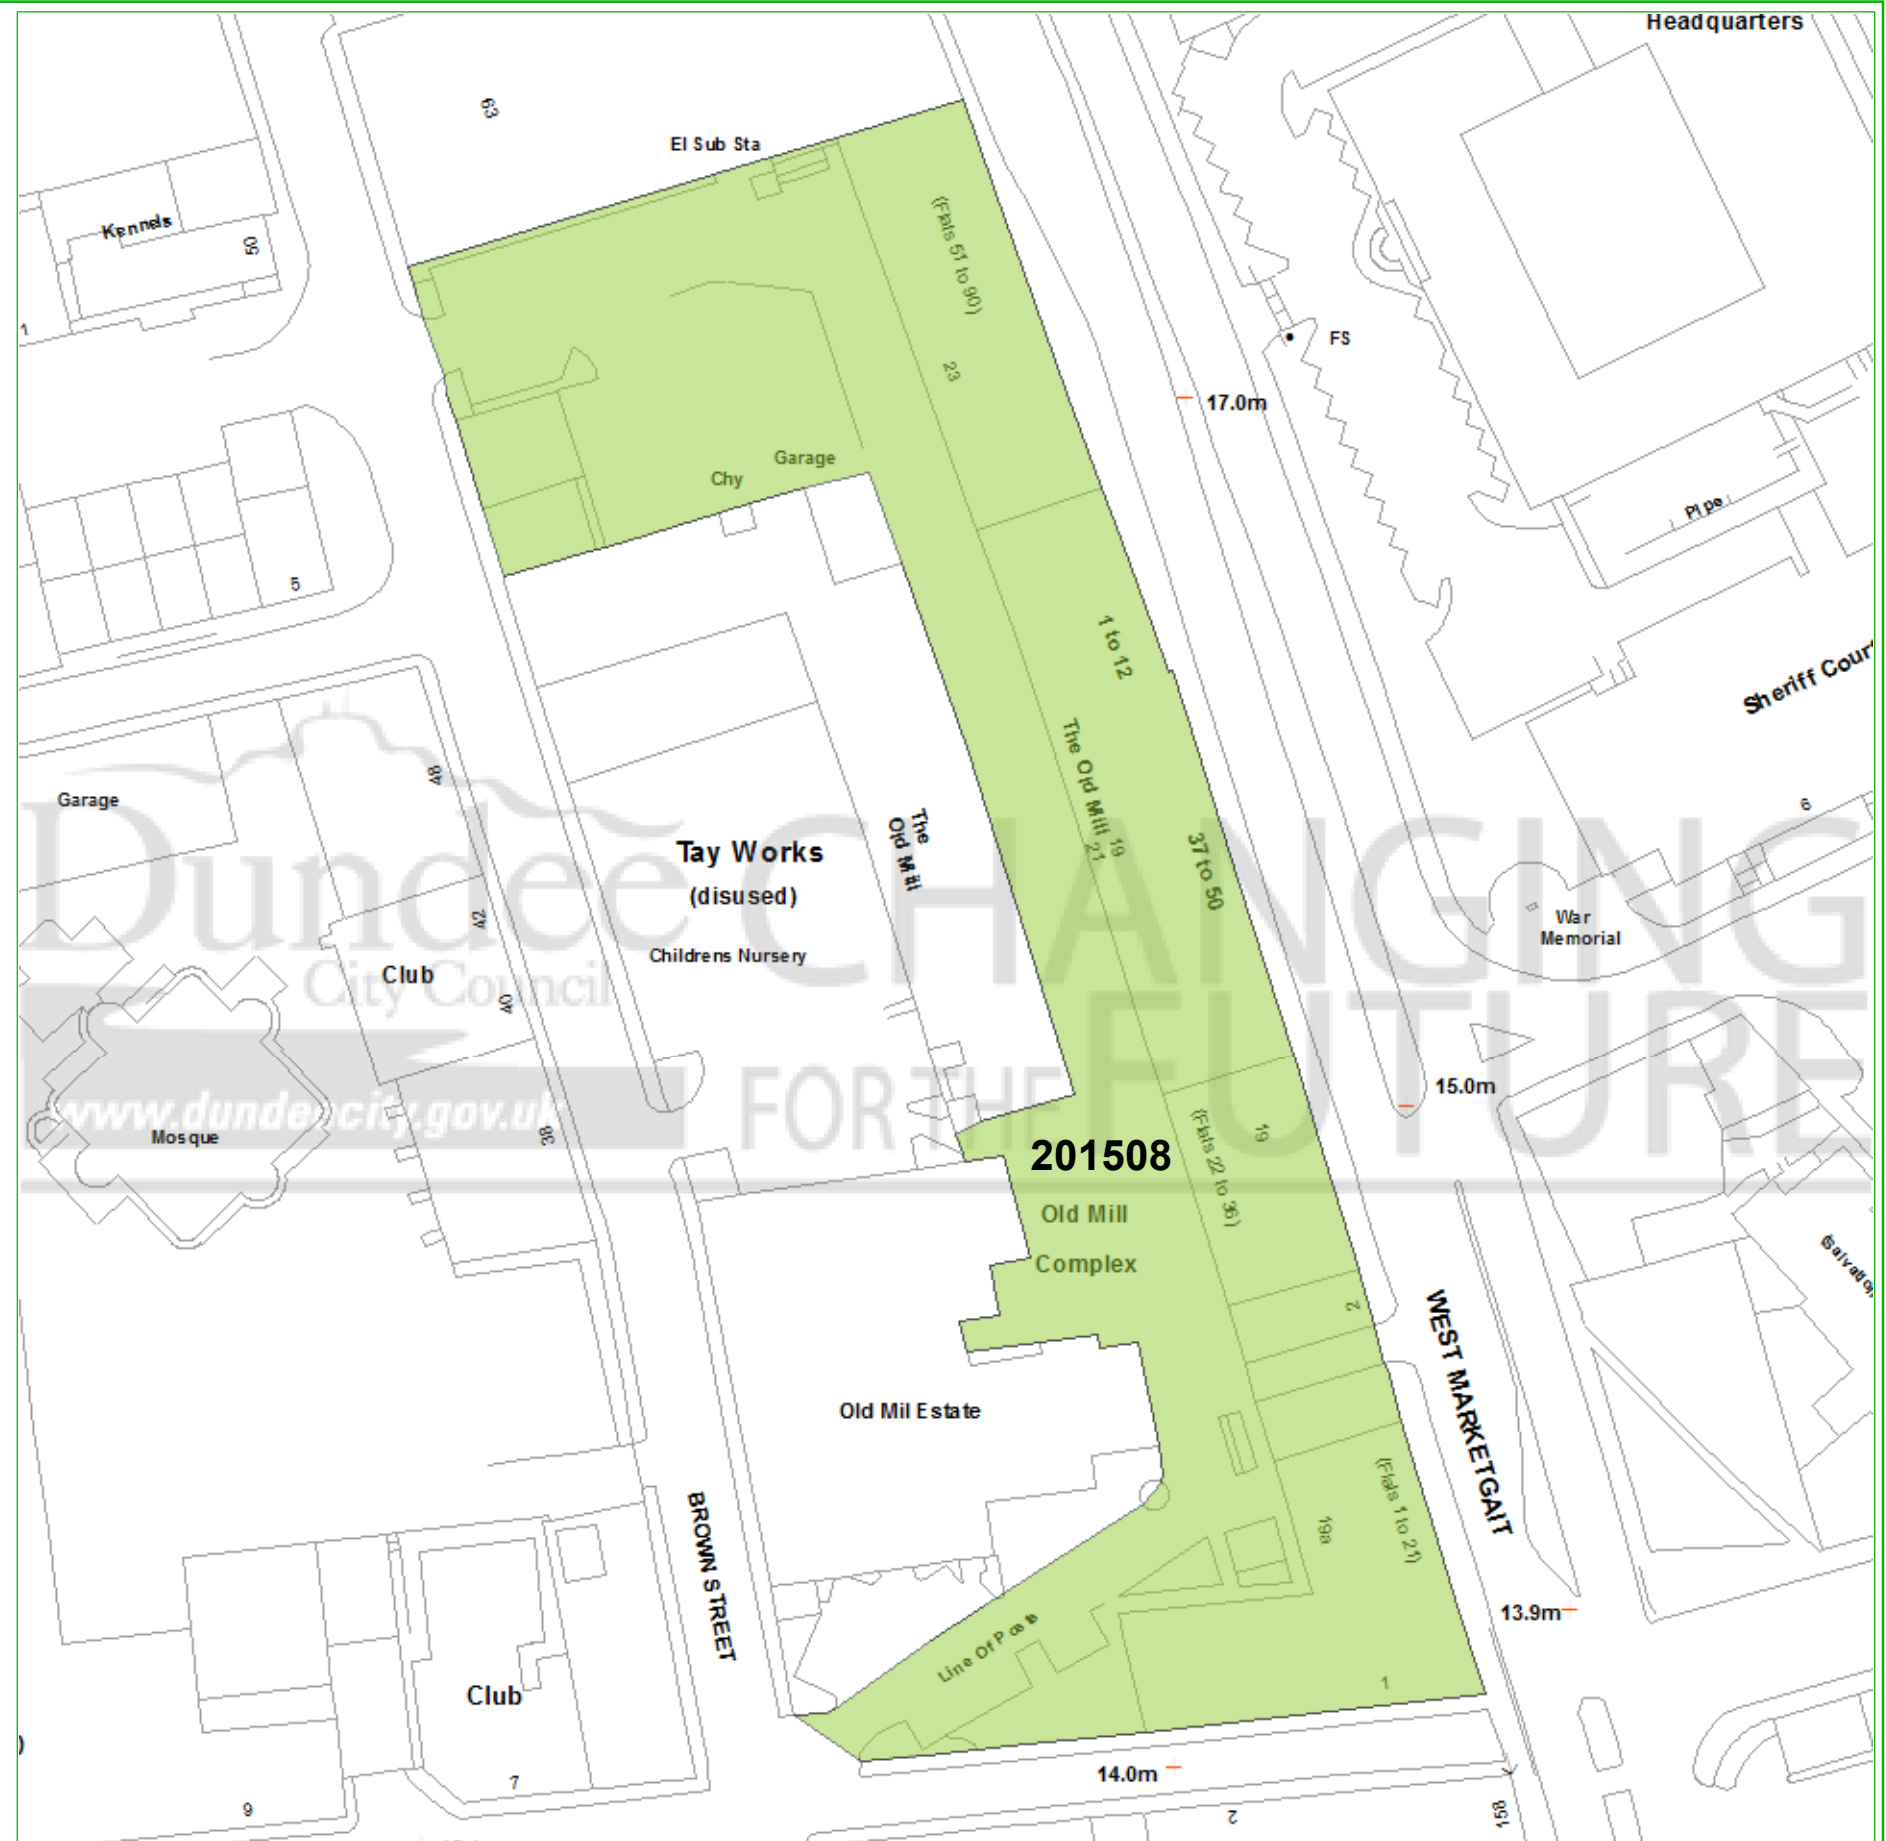 Headquarters
63
El Sub Sta
Kennels
50
1
(Flats 51 to 90)
FS
23
17.0m
Garage
Chy
Pipe
5
1 to 12
Sheriff Court
The Old Mill 19
21
48
Garage
The
Old Mill
37 to 50
6
Tay Works
(disused)
42
War
Memorial
Childrens Nursery
Club
40
Dundee
City Council
www.dundeecity.gov.uk
CHANGING
FOR THE FUTURE
15.0m
Mosque
38
19
(Flats 22 to 36)
201508
Old Mill
Complex
2
(Salvation
WEST MARKETGAIT
Old Mil Estate
(Flats 1 to 21)
19a
BROWN STREET
13.9m
Line Of Posts
Club
1
14.0m
7
9
2
158